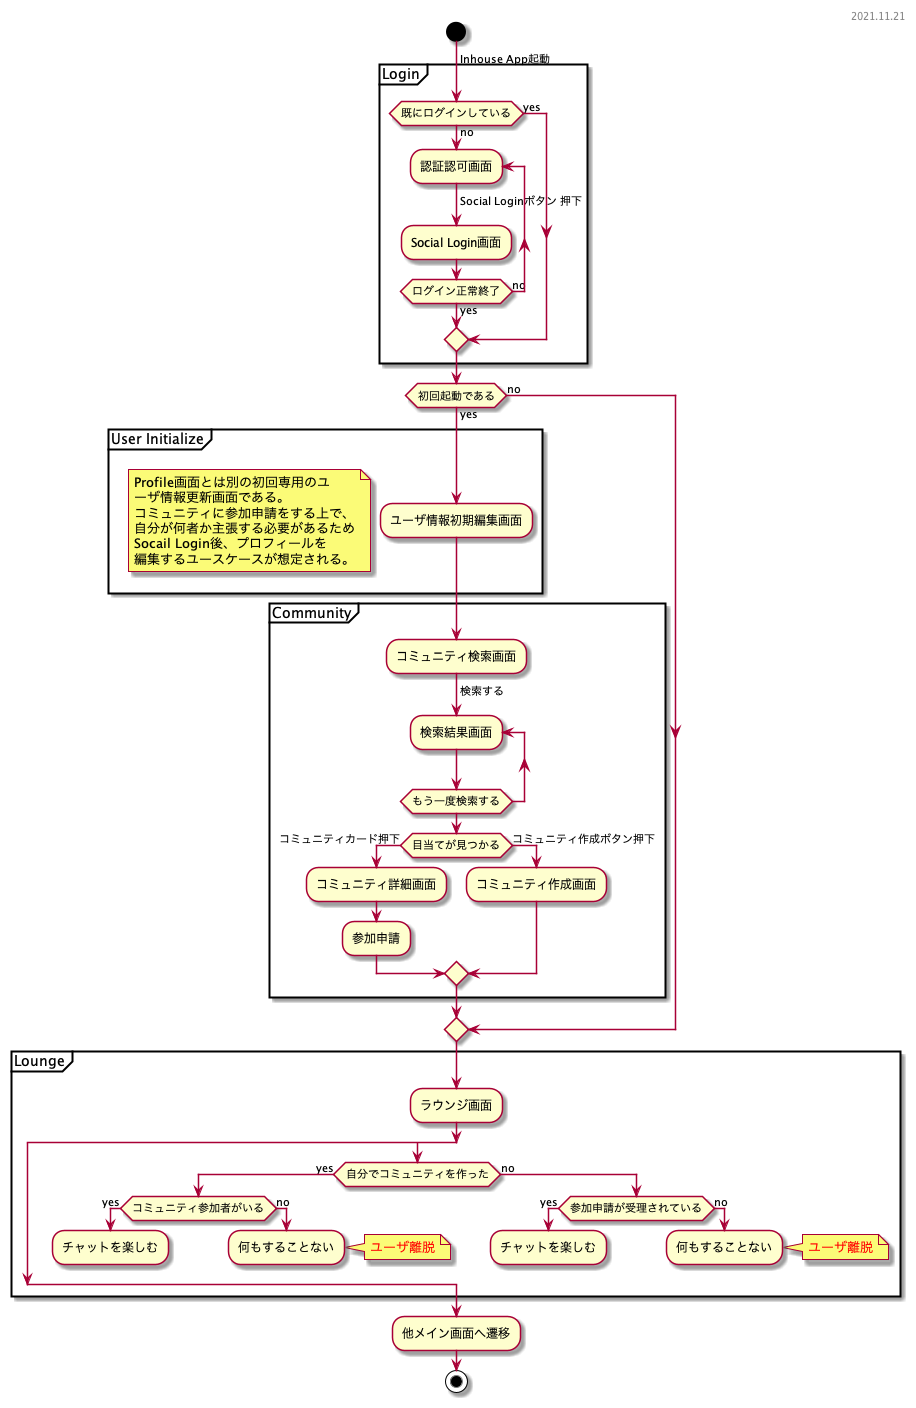 2021.11.21
Inhouse App起動
Login
既にログインしている
yes
no
認証認可画面
Social Loginボタン 押下
Social Login画面
ログイン正常終了
no
yes
初回起動である
no
yes
User Initialize
Profile画面とは別の初回専用のユ
ーザ情報更新画面である。
コミュニティに参加申請をする上で、
自分が何者か主張する必要があるため
Socail Login後、プロフィールを
編集するユースケースが想定される。
ユーザ情報初期編集画面
Community
コミュニティ検索画面
検索する
検索結果画面
もう一度検索する
コミュニティカード押下
目当てが見つかる
コミュニティ作成ボタン押下
コミュニティ詳細画面
コミュニティ作成画面
参加申請
Lounge
ラウンジ画面
yes
自分でコミュニティを作った
no
yes
コミュニティ参加者がいる
no
yes
参加申請が受理されている
no
チャットを楽しむ
何もすることない
ユーザ離脱
チャットを楽しむ
何もすることない
ユーザ離脱
他メイン画面へ遷移